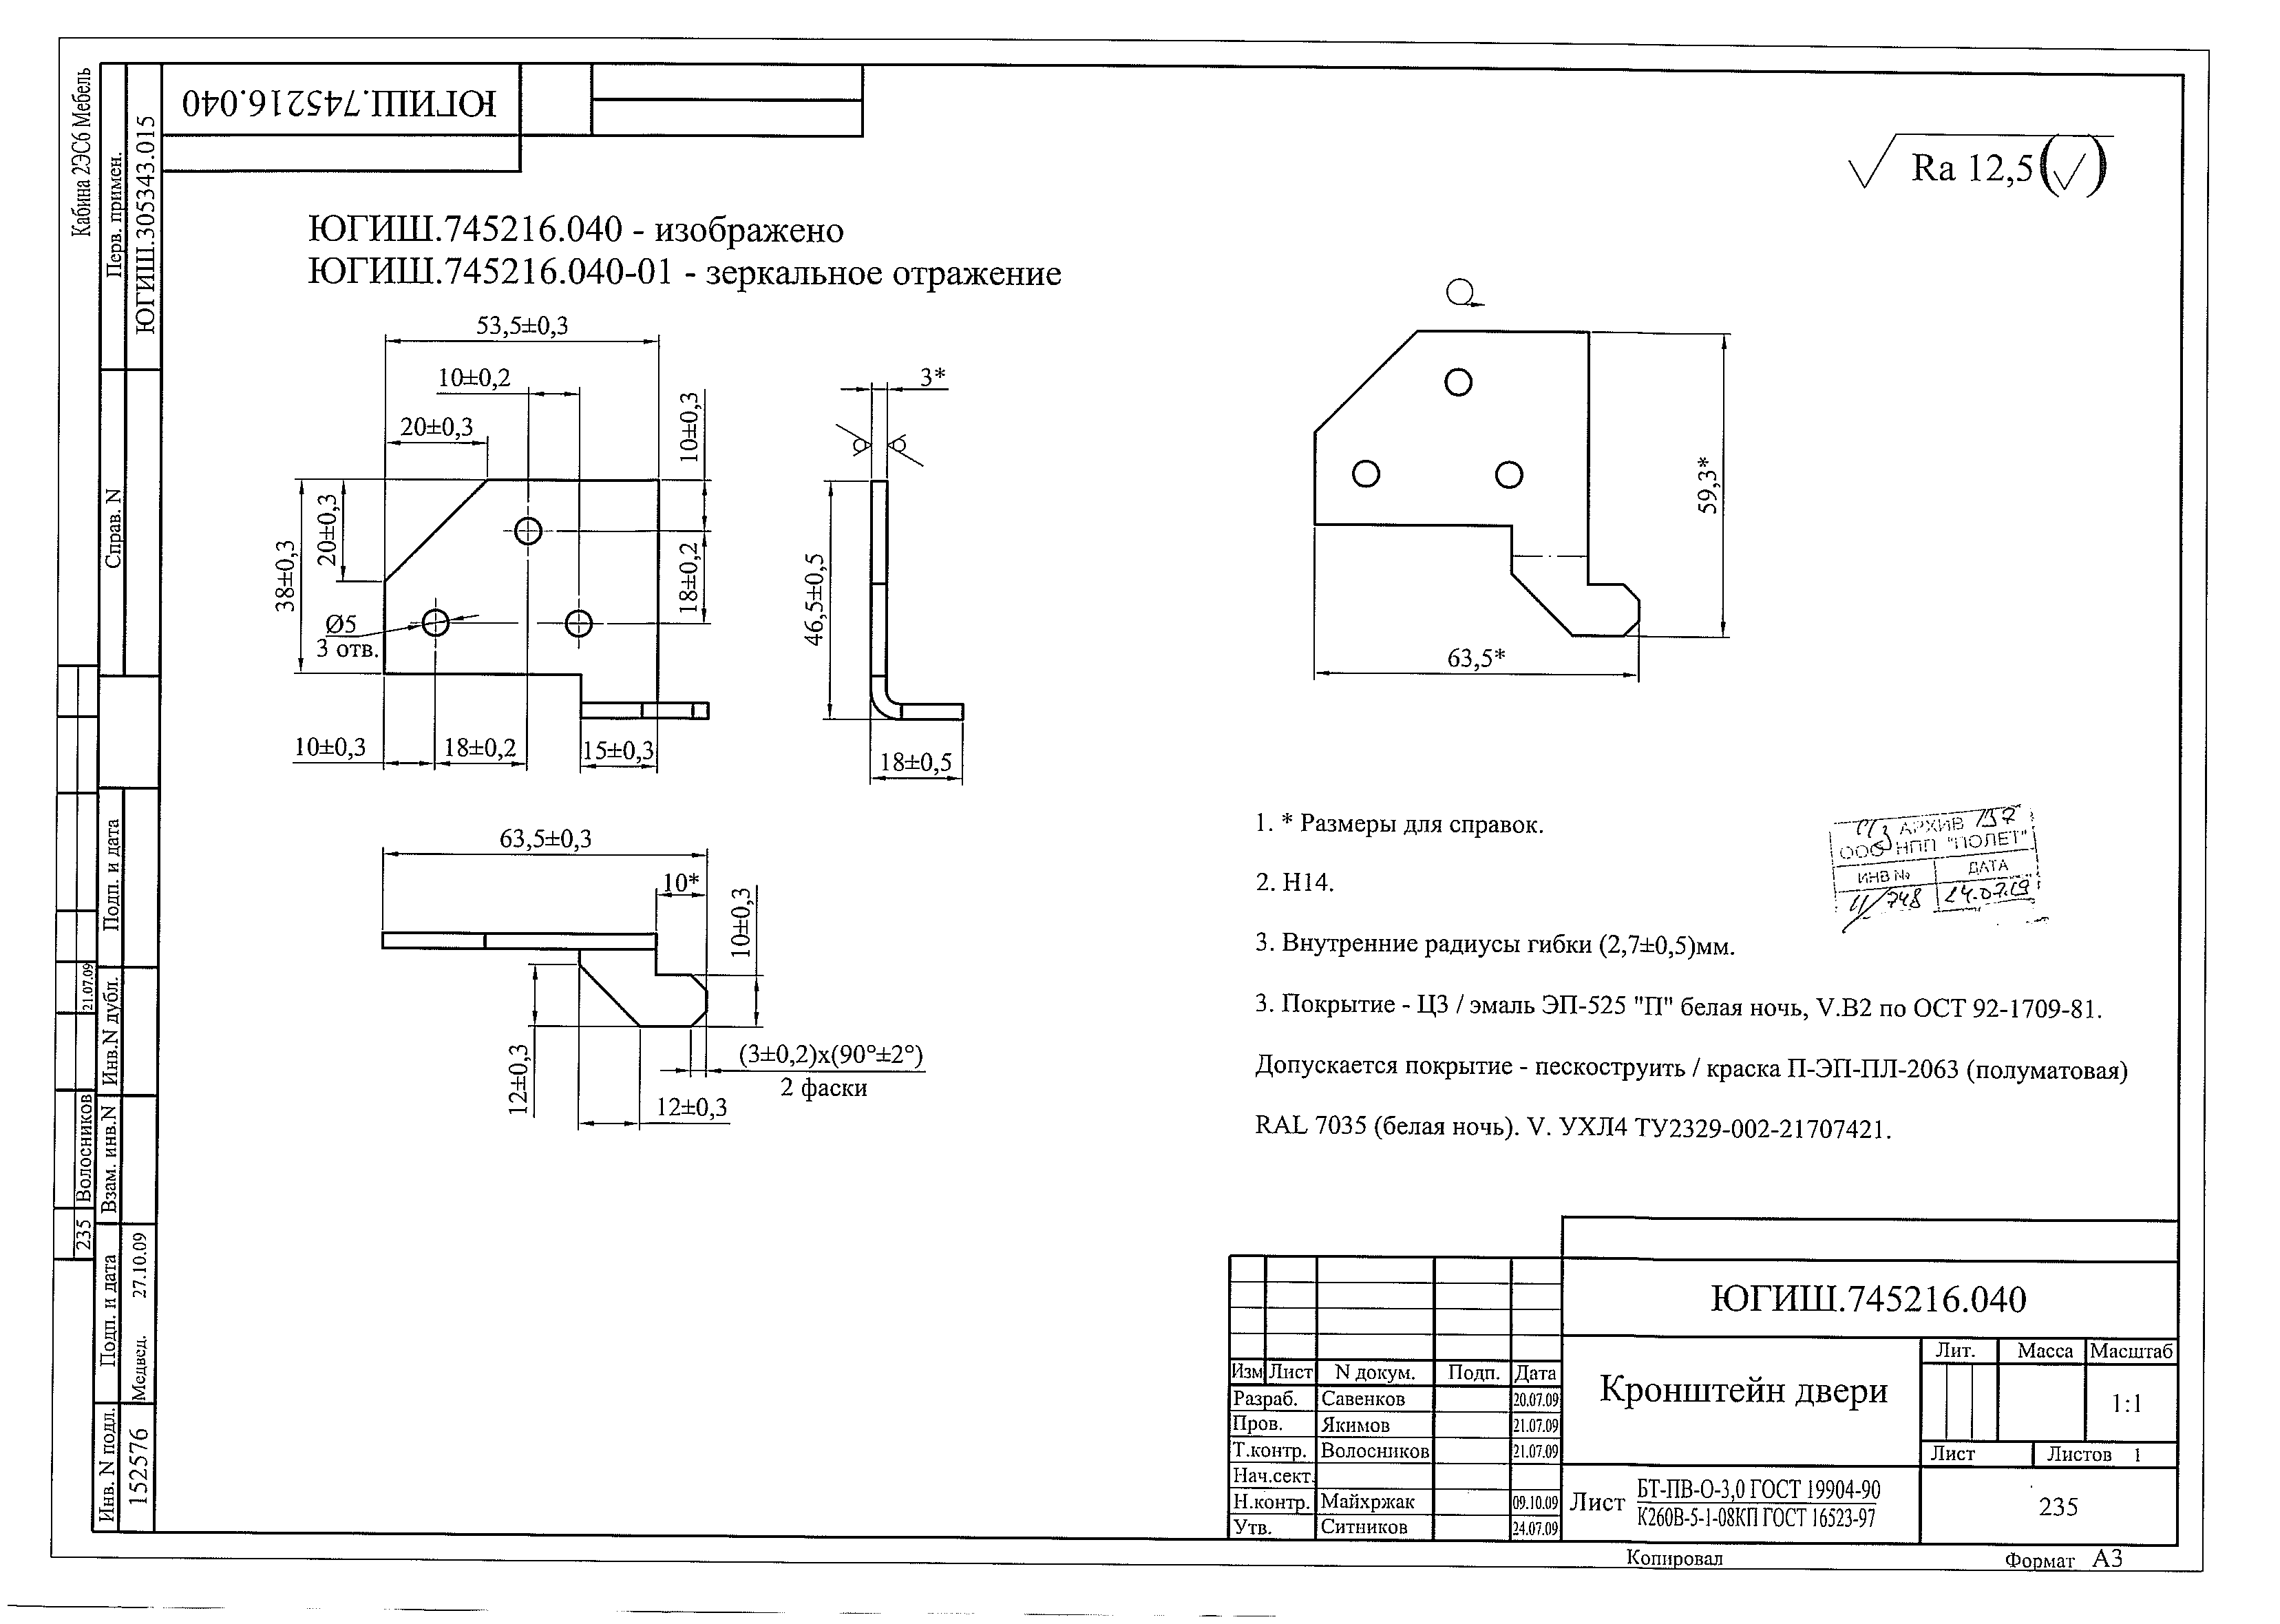 ЮГИШ.745216.040
Кабина 2ЭС6 Мебель
Перв. примен.
ЮГИШ.305343.015
Справ. N
Ra 12,5
ЮГИШ.745216.040 - изображено
ЮГИШ.745216.040-01 - зеркальное отражение
53,5±0,3
10±0,2
20±0,3
10±0,3
38±0,3
20±0,3
18±0,2
Ø5
3 отв.
10±0,3
18±0,2
15±0,3
3*
46,5±0,5
18±0,5
59,3*
63,5*
63,5±0,3
10*
10±0,3
12±0,3
12±0,3
(3±0,2)х(90°±2°)
2 фаски
1. * Размеры для справок.
2. H14.
3. Внутренние радиусы гибки (2,7±0,5)мм.
3. Покрытие - Ц3 / эмаль ЭП-525 "П" белая ночь, V.В2 по ОСТ 92-1709-81.
Допускается покрытие - пескоструить / краска П-ЭП-ПЛ-2063 (полуматовая)
RAL 7035 (белая ночь). V. УХЛ4 ТУ2329-002-21707421.
АРХИВ 137
ООО НПП "ПОЛЕТ"
ИНВ № ДАТА
11/748 24.07.19
Подп. и дата
Инв.N дубл.
21.07.09
Взам. инв.N
Волосников
235
Подп. и дата
Медвед. 27.10.09
Инв. N подл.
152576
ЮГИШ.745216.040
Изм Лист N докум. Подп. Дата
Разраб. Савенков 20.07.09
Пров. Якимов 21.07.09
Т.контр. Волосников 21.07.09
Нач.сект.
Н.контр. Майхржак 09.10.09
Утв. Ситников 24.07.09
Кронштейн двери
Лит. Масса Масштаб
1:1
Лист Листов 1
Лист БТ-ПВ-О-3,0 ГОСТ 19904-90
К260В-5-1-08КП ГОСТ 16523-97
235
Копировал Формат А3